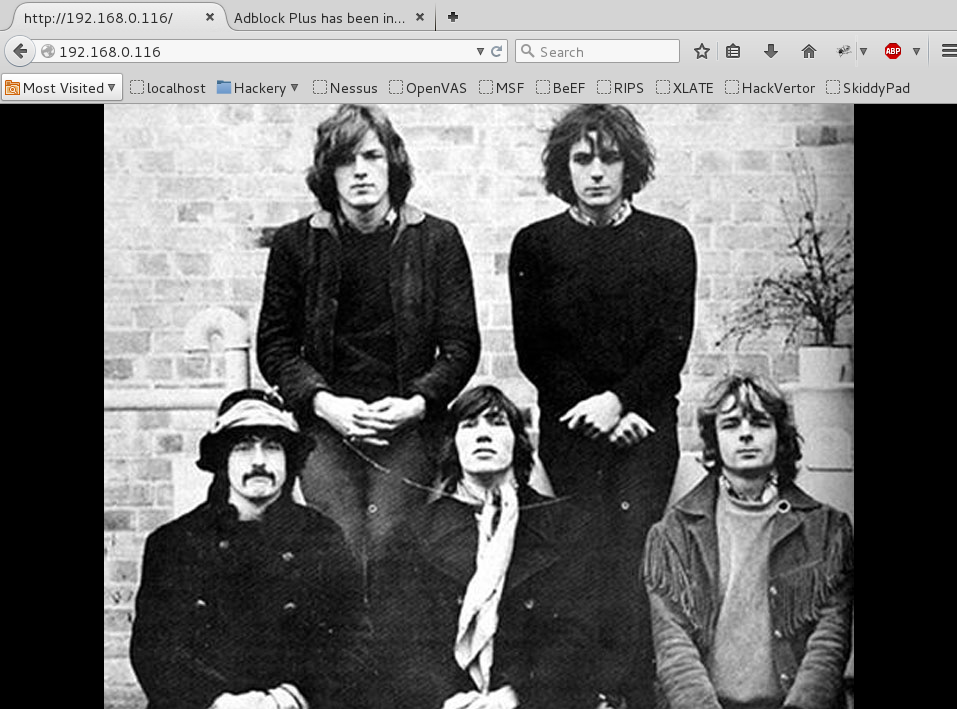 http://192.168.0.116/ Adblock Plus has been in...
192.168.0.116 Search ABP
Most Visited localhost Hackery Nessus OpenVAS MSF BeEF RIPS XLATE HackVertor SkiddyPad